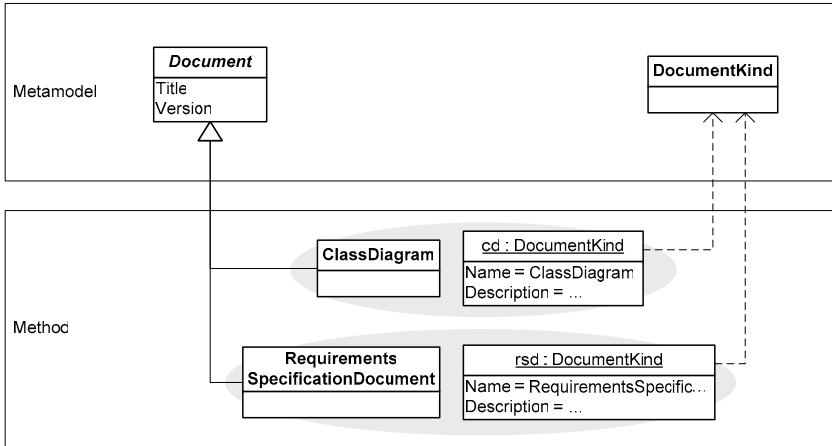 Metamodel
Document
Title
Version
DocumentKind
Method
ClassDiagram
cd : DocumentKind
Name = ClassDiagram
Description = ...
Requirements
SpecificationDocument
rsd : DocumentKind
Name = RequirementsSpecific...
Description = ...